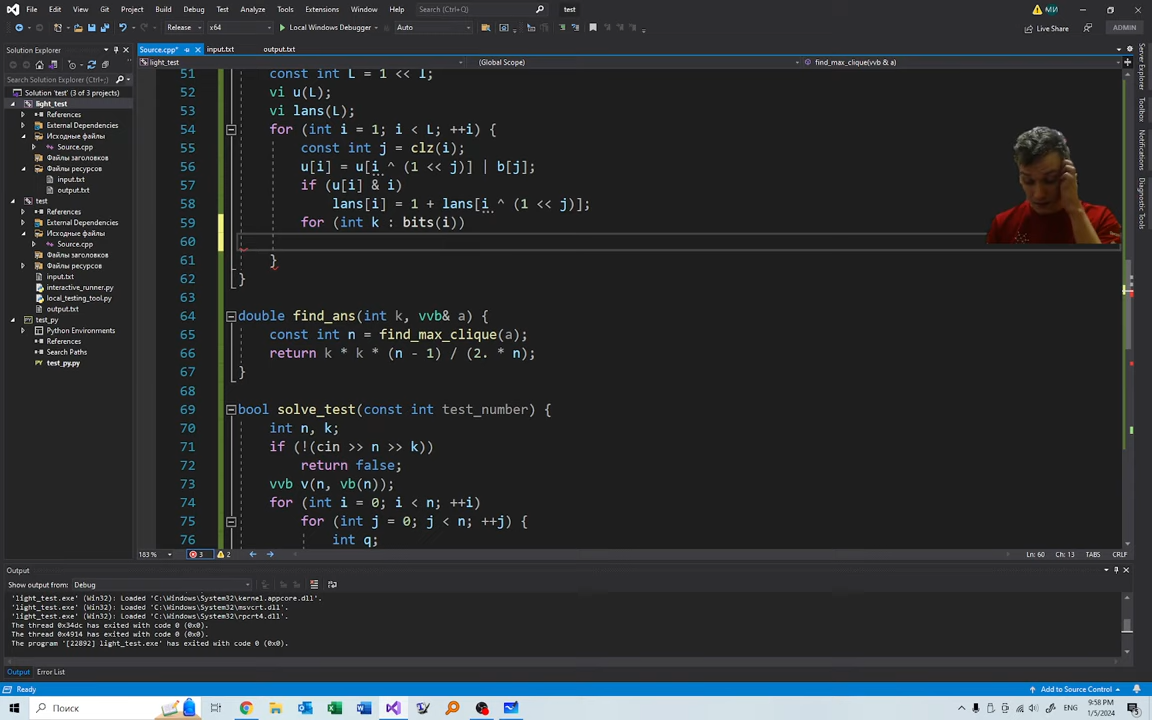 File Edit View Git Project Build Debug Test Analyze Tools Extensions Window Help Search (Ctrl+Q) test МИ
Release x64 Local Windows Debugger Auto Live Share ADMIN
Solution Explorer
Search Solution Explorer (Ctrl+;)
Solution 'test' (3 of 3 projects)
light_test
References
External Dependencies
Исходные файлы
Source.cpp
Файлы заголовков
Файлы ресурсов
input.txt
output.txt
test
References
External Dependencies
Исходные файлы
Source.cpp
Файлы заголовков
Файлы ресурсов
input.txt
interactive_runner.py
local_testing_tool.py
output.txt
test_py
Python Environments
References
Search Paths
test_py.py
Source.cpp* input.txt output.txt
light_test (Global Scope) find_max_clique(vvb & a)
51 const int L = 1 << l;
52 vi u(L);
53 vi lans(L);
54 for (int i = 1; i < L; ++i) {
55 const int j = clz(i);
56 u[i] = u[i ^ (1 << j)] | b[j];
57 if (u[i] & i)
58 lans[i] = 1 + lans[i ^ (1 << j)];
59 for (int k : bits(i))
60
61 }
62 }
63
64 double find_ans(int k, vvb& a) {
65 const int n = find_max_clique(a);
66 return k * k * (n - 1) / (2. * n);
67 }
68
69 bool solve_test(const int test_number) {
70 int n, k;
71 if (!(cin >> n >> k))
72 return false;
73 vvb v(n, vb(n));
74 for (int i = 0; i < n; ++i)
75 for (int j = 0; j < n; ++j) {
76 int q;
183 % 3 2 Ln: 60 Ch: 13 TABS CRLF
Toolbox
Notifications
Diagnostic Tools
Output
Show output from: Debug
'light_test.exe' (Win32): Loaded 'C:\Windows\System32\kernel.appcore.dll'.
'light_test.exe' (Win32): Loaded 'C:\Windows\System32\msvcrt.dll'.
'light_test.exe' (Win32): Loaded 'C:\Windows\System32\rpcrt4.dll'.
The thread 0x34dc has exited with code 0 (0x0).
The thread 0x4914 has exited with code 0 (0x0).
The program '[22892] light_test.exe' has exited with code 0 (0x0).
Output Error List
Ready Add to Source Control
Поиск ENG 9:58 PM
1/5/2024